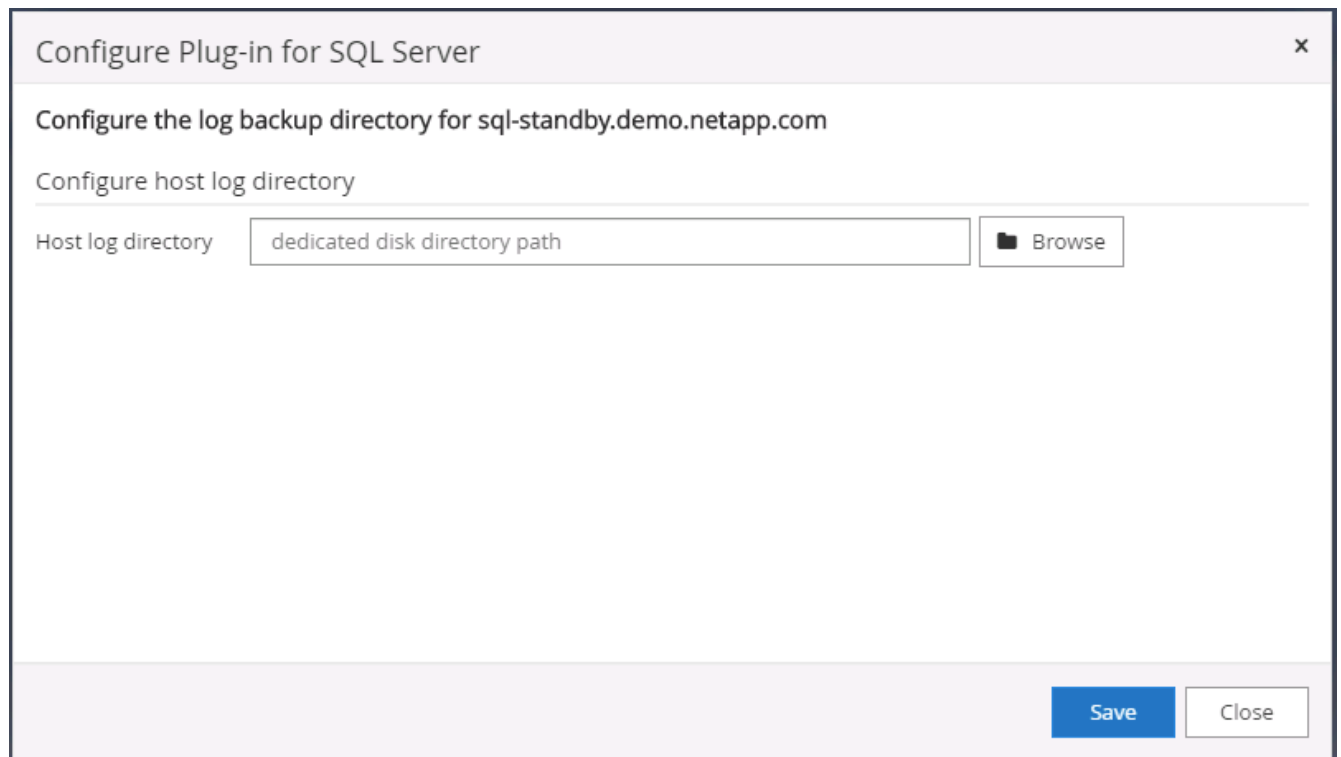 Configure Plug-in for SQL Server
×
Configure the log backup directory for sql-standby.demo.netapp.com
Configure host log directory
Host log directory
dedicated disk directory path
Browse
Save
Close